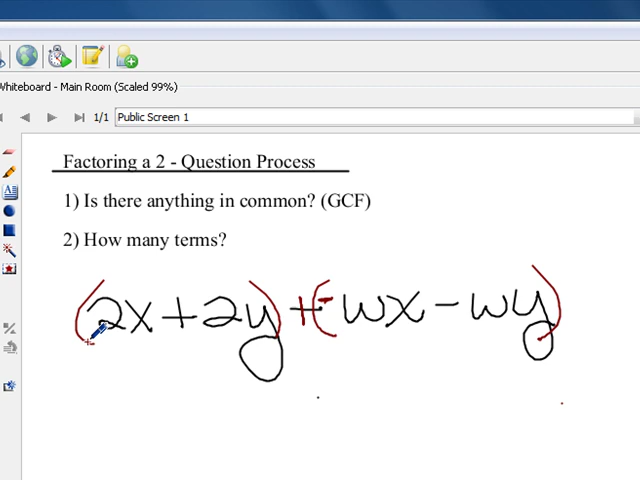 Whiteboard - Main Room (Scaled 99%)
1/1 Public Screen 1
Factoring a 2 - Question Process
1) Is there anything in common? (GCF)
2) How many terms?
(2x + 2y) + (-wx - wy)